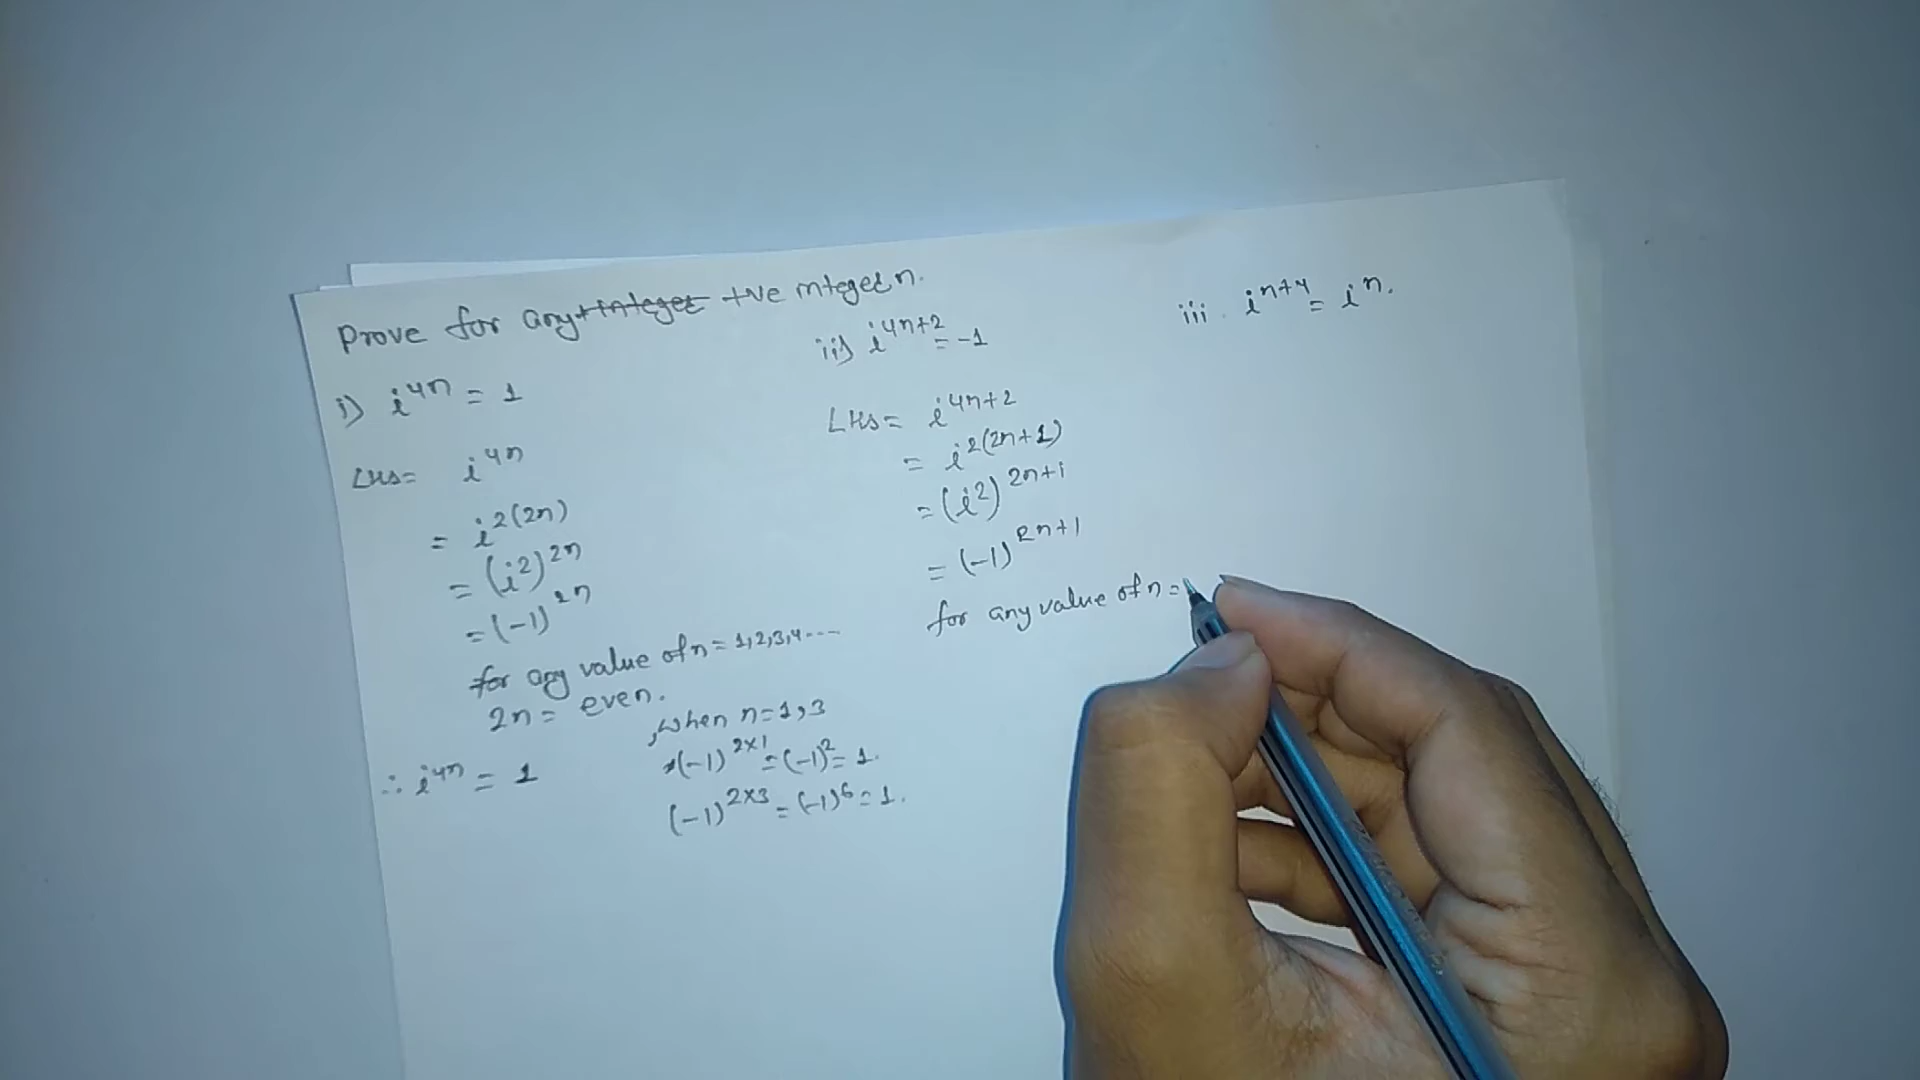 Prove for any +integer +ve integer n.
i) i^4n = 1
LHS= i^4n
= i^2(2n)
= (i^2)^2n
= (-1)^2n
for any value of n = 1,2,3,4----
2n = even.
∴ i^4n = 1
, when n=1,3
(-1)^2×1 = (-1)^2 = 1.
(-1)^2×3 = (-1)^6 = 1.
ii) i^4n+2 = -1
LHS = i^4n+2
= i^2(2n+1)
= (i^2)^2n+1
= (-1)^2n+1
for any value of n =
iii. i^n+4 = i^n.